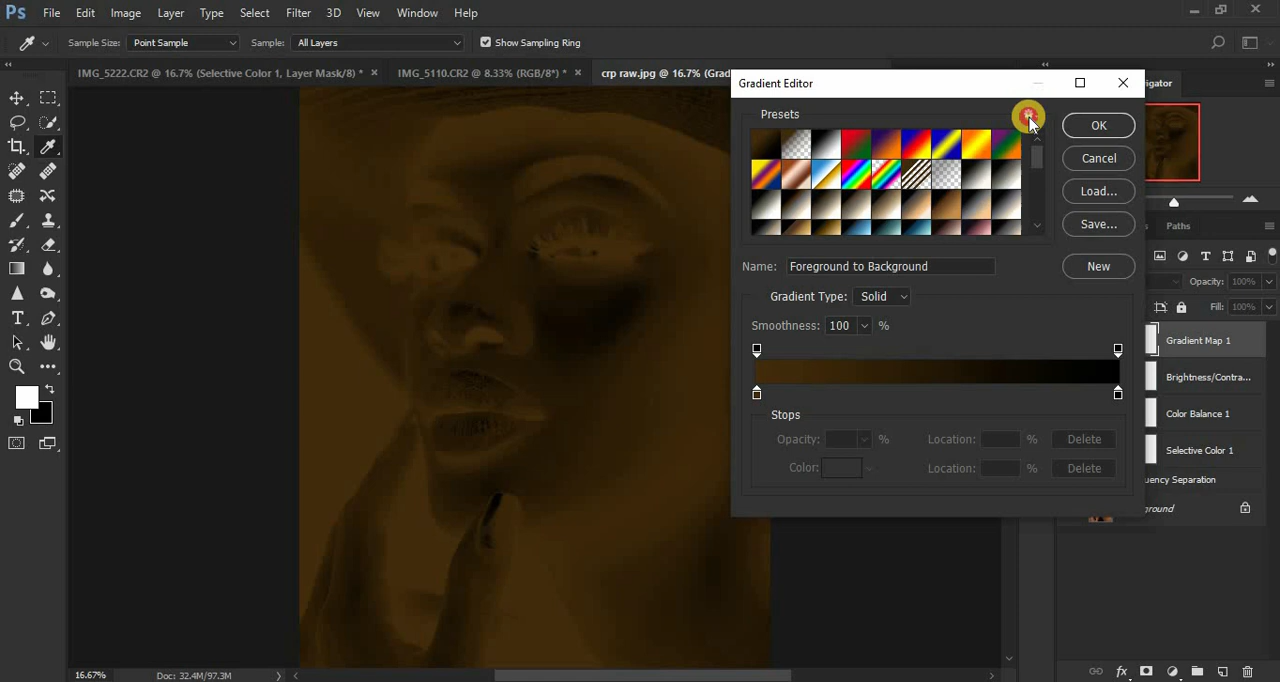 Ps File Edit Image Layer Type Select Filter 3D View Window Help
Sample Size: Point Sample Sample: All Layers Show Sampling Ring
IMG_5222.CR2 @ 16.7% (Selective Color 1, Layer Mask/8) * × IMG_5110.CR2 @ 8.33% (RGB/8*) * × crp raw.jpg @ 16.7% (Grad
Gradient Editor
Presets
OK
Cancel
Load...
Save...
Name: Foreground to Background New
Gradient Type: Solid
Smoothness: 100 %
Stops
Opacity: % Location: % Delete
Color: Location: % Delete
vigator
Paths
Opacity: 100%
Fill: 100%
Gradient Map 1
Brightness/Contra...
Color Balance 1
Selective Color 1
uency Separation
ground
16.67% Doc: 32.4M/97.3M